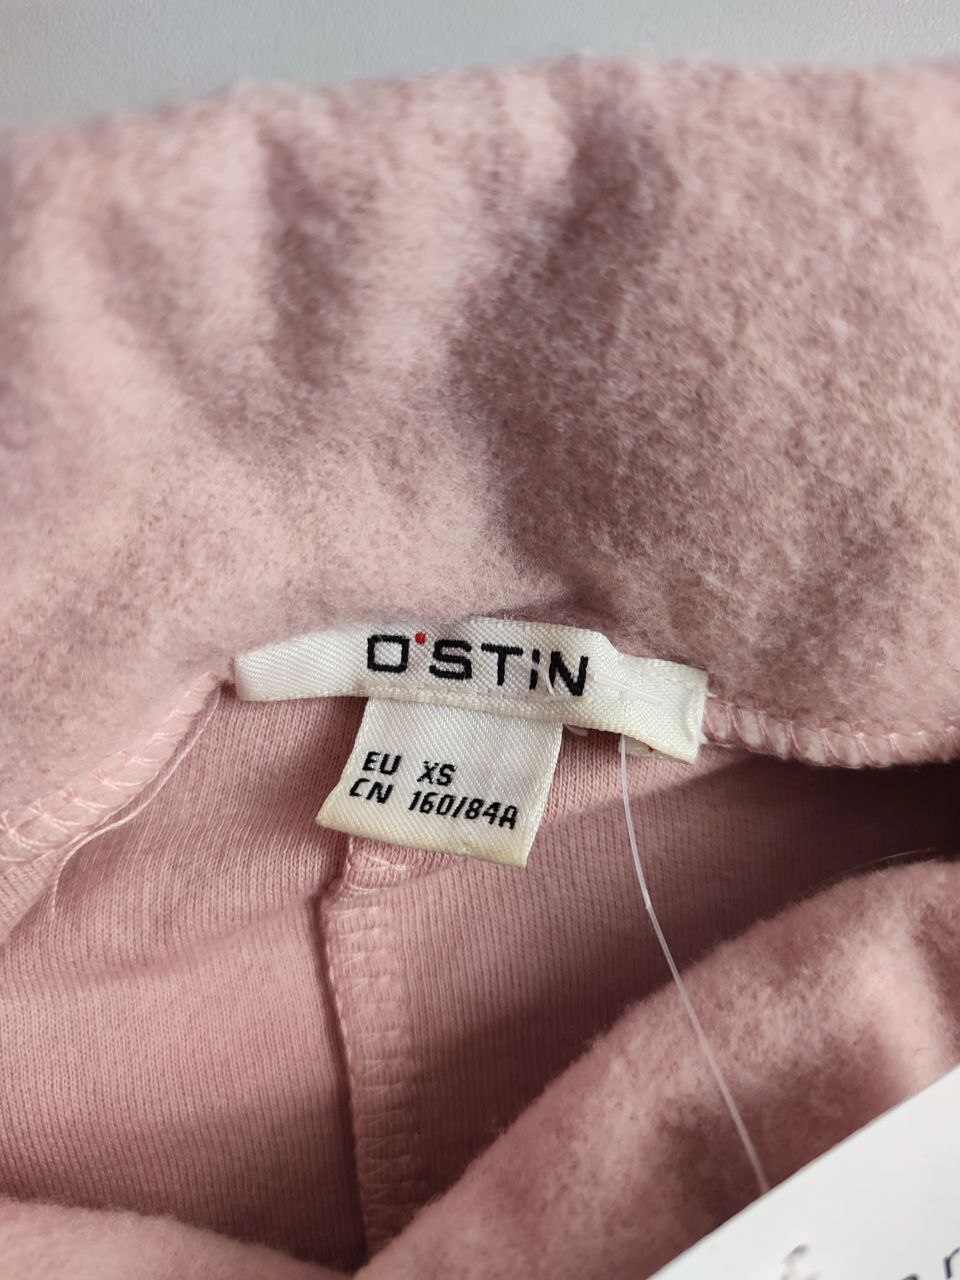 O'STIN
EU XS
CN 160/84A